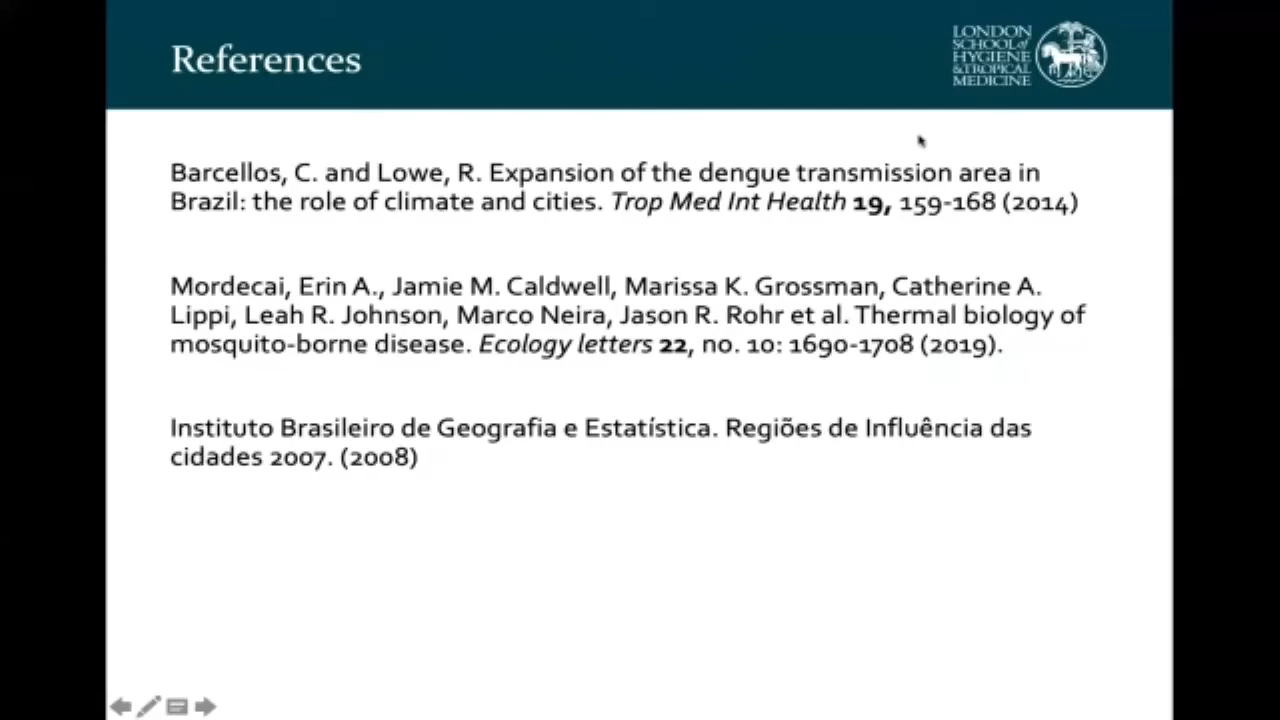 References
LONDON
SCHOOL of
HYGIENE
& TROPICAL
MEDICINE
Barcellos, C. and Lowe, R. Expansion of the dengue transmission area in
Brazil: the role of climate and cities. Trop Med Int Health 19, 159-168 (2014)
Mordecai, Erin A., Jamie M. Caldwell, Marissa K. Grossman, Catherine A.
Lippi, Leah R. Johnson, Marco Neira, Jason R. Rohr et al. Thermal biology of
mosquito-borne disease. Ecology letters 22, no. 10: 1690-1708 (2019).
Instituto Brasileiro de Geografia e Estatística. Regiões de Influência das
cidades 2007. (2008)